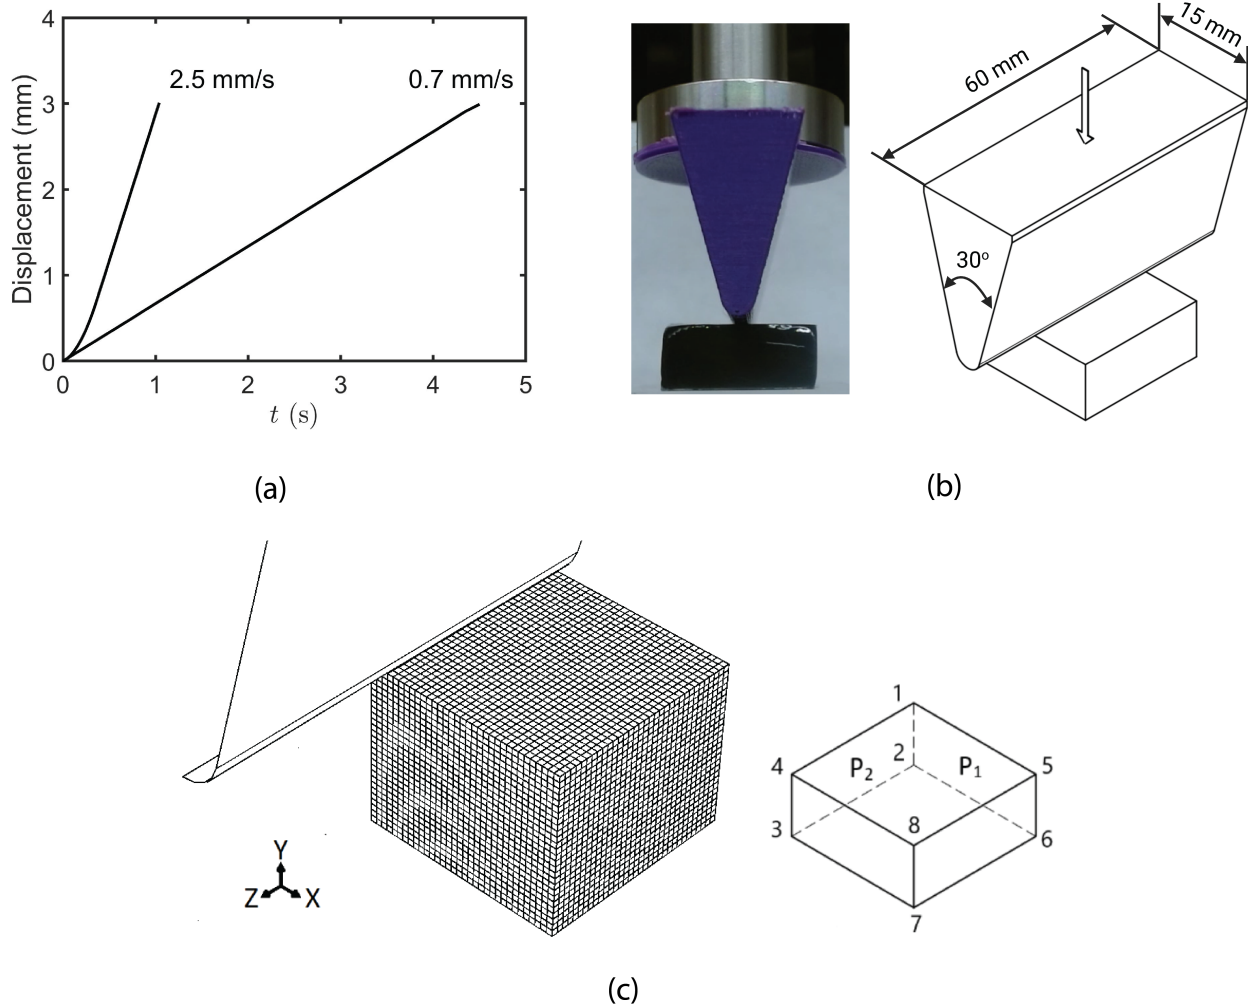 4
3
2
1
0
Displacement (mm)
2.5 mm/s
0.7 mm/s
0 1 2 3 4 5
t (s)
(a)
15 mm
60 mm
30º
(b)
Y
Z X
1
4 P₂ 2 P₁ 5
3 8 6
7
(c)